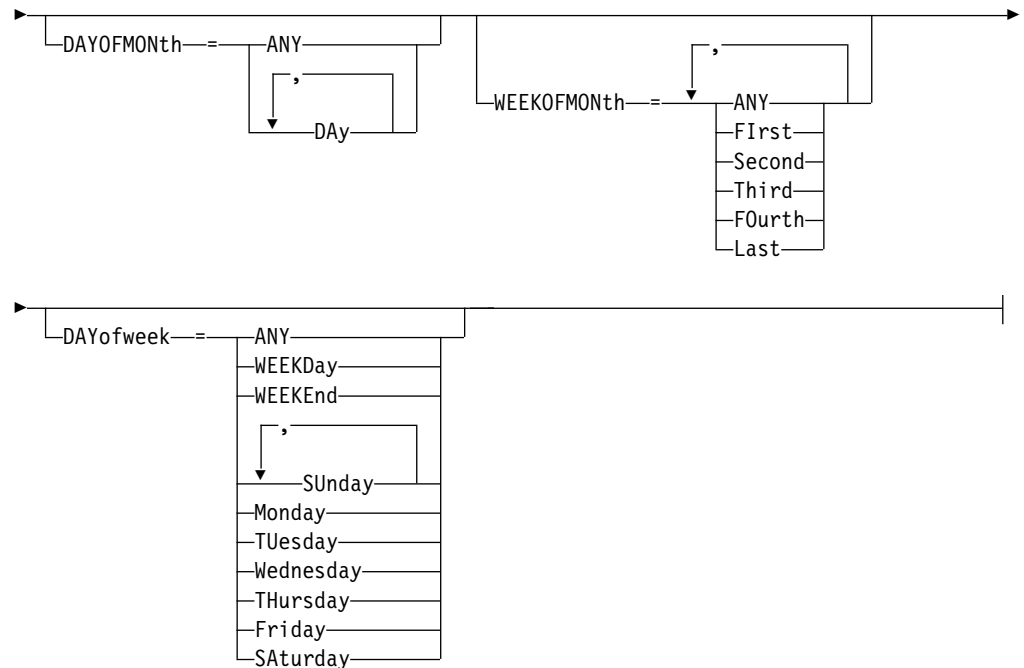 DAYOFMONth = ANY
,
DAy
WEEKOFMONth = ANY
,
FIrst
Second
Third
FOurth
Last
DAYofweek = ANY
WEEKDay
WEEKEnd
,
SUnday
Monday
TUesday
Wednesday
THursday
Friday
SAturday